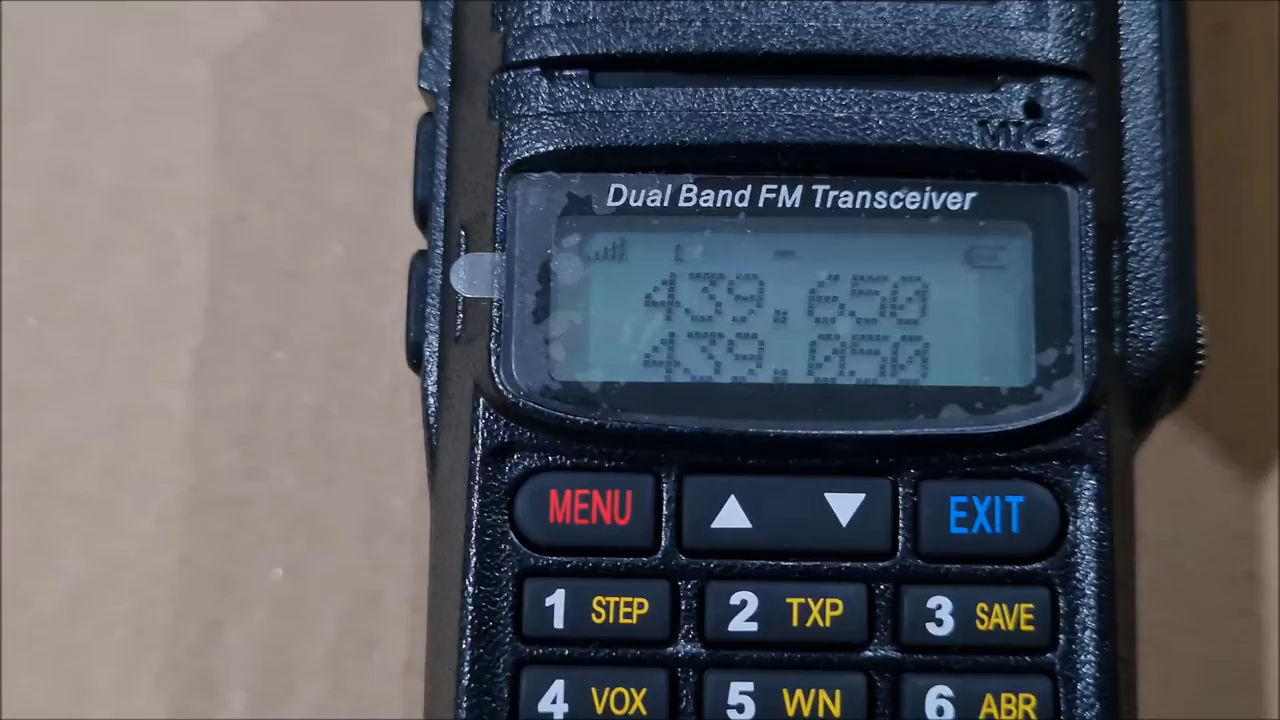 MIC
Dual Band FM Transceiver
L -
439.650
439.050
MENU ▲ ▼ EXIT
1 STEP 2 TXP 3 SAVE
4 VOX 5 WN 6 ABR